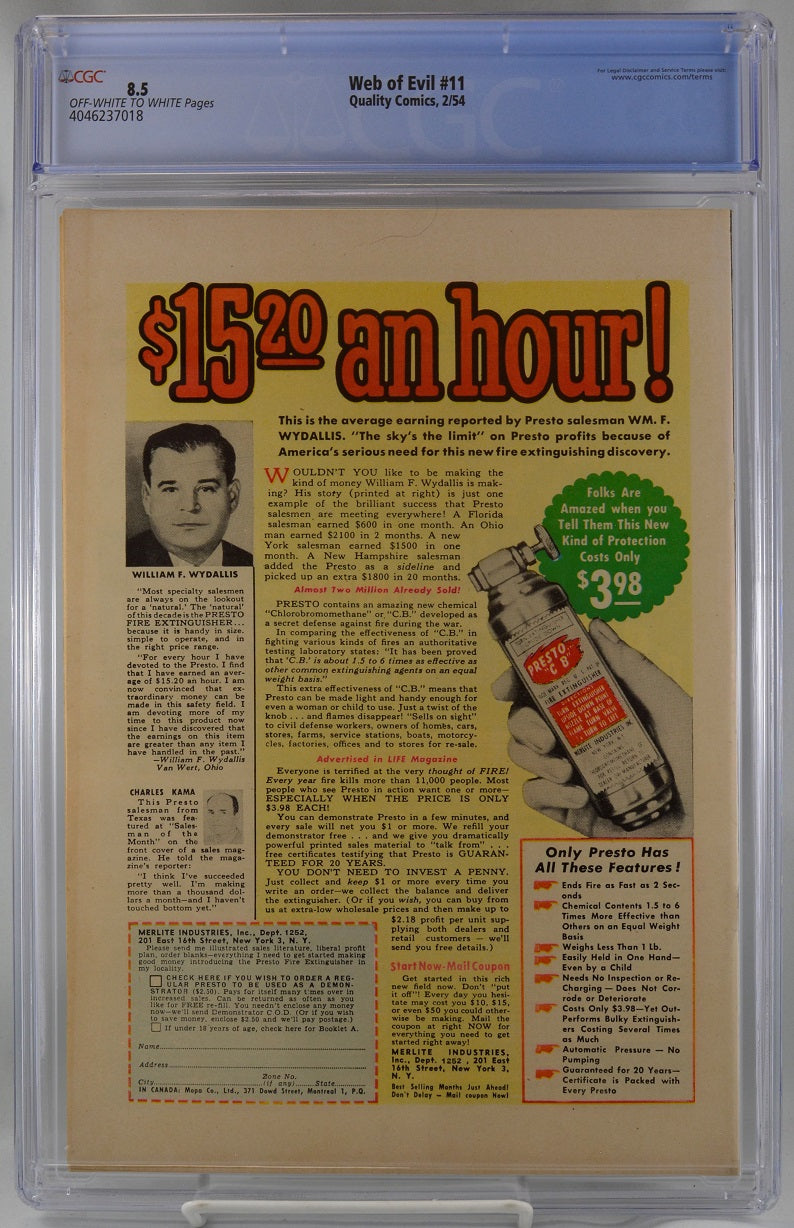 CGC
8.5
OFF-WHITE TO WHITE Pages
4046237018
Web of Evil #11
Quality Comics, 2/54
For Legal Disclaimer and Service Terms please visit:
www.cgccomics.com/terms
$15 20 an hour!
This is the average earning reported by Presto salesman WM. F.
WYDALLIS. "The sky's the limit" on Presto profits because of
America's serious need for this new fire extinguishing discovery.
WILLIAM F. WYDALLIS
"Most specialty salesmen
are always on the lookout
for a 'natural.' The 'natural'
of this decade is the PRESTO
FIRE EXTINGUISHER...
because it is handy in size,
simple to operate, and in
the right price range.
"For every hour I have
devoted to the Presto, I find
that I have earned an aver-
age of $15.20 an hour. I am
now convinced that ex-
traordinary money can be
made in this safety field. I
am devoting more of my
time to this product now
since I have discovered that
the earnings on this item
are greater than any item I
have handled in the past."
—William F. Wydallis
Van Wert, Ohio
CHARLES KAMA
This Presto
salesman from
Texas was fea-
tured at "Sales-
man of the
Month" on the
front cover of a sales mag-
azine. He told the maga-
zine's reporter:
"I think I've succeeded
pretty well. I'm making
more than a thousand dol-
lars a month—and I haven't
touched bottom yet."
WOULDN'T YOU like to be making the
kind of money William F. Wydallis is mak-
ing? His story (printed at right) is just one
example of the brilliant success that Presto
salesmen are meeting everywhere! A Florida
salesman earned $600 in one month. An Ohio
man earned $2100 in 2 months. A new
York salesman earned $1500 in one
month. A New Hampshire salesman
added the Presto as a sideline and
picked up an extra $1800 in 20 months.
Almost Two Million Already Sold!
PRESTO contains an amazing new chemical
"Chlorobromomethane" or "C.B." developed as
a secret defense against fire during the war.
In comparing the effectiveness of "C.B." in
fighting various kinds of fires an authoritative
testing laboratory states: "It has been proved
that 'C.B.' is about 1.5 to 6 times as effective as
other common extinguishing agents on an equal
weight basis."
This extra effectiveness of "C.B." means that
Presto can be made light and handy enough for
even a woman or child to use. Just a twist of the
knob . . . and flames disappear! "Sells on sight"
to civil defense workers, owners of homes, cars,
stores, farms, service stations, boats, motorcy-
cles, factories, offices and to stores for re-sale.
Advertised in LIFE Magazine
Everyone is terrified at the very thought of FIRE!
Every year fire kills more than 11,000 people. Most
people who see Presto in action want one or more—
ESPECIALLY WHEN THE PRICE IS ONLY
$3.98 EACH!
You can demonstrate Presto in a few minutes, and
every sale will net you $1 or more. We refill your
demonstrator free . . . and we give you dramatically
powerful printed sales material to "talk from" . . .
free certificates testifying that Presto is GUARAN-
TEED FOR 20 YEARS.
YOU DON'T NEED TO INVEST A PENNY.
Just collect and keep $1 or more every time you
write an order—we collect the balance and deliver
the extinguisher. (Or if you wish, you can buy from
us at extra-low wholesale prices and then make up to
$2.18 profit per unit sup-
plying both dealers and
retail customers — we'll
send you free details.)
Start Now-Mail Coupon
Get started in this rich
new field now. Don't "put
it off"! Every day you hesi-
tate may cost you $10, $15,
or even $50 you could other-
wise be making. Mail the
coupon at right NOW for
everything you need to get
started right away!
MERLITE INDUSTRIES,
Inc., Dept. 1252 , 201 East
16th Street, New York 3,
N. Y.
Best Selling Months Just Ahead!
Don't Delay — Mail coupon Now!
Folks Are
Amazed when you
Tell Them This New
Kind of Protection
Costs Only
$3.98
PRESTO
"C B"
FIRE EXTINGUISHER
Only Presto Has
All These Features!
Ends Fire as Fast as 2 Sec-
onds
Chemical Contents 1.5 to 6
Times More Effective than
Others on an Equal Weight
Basis
Weighs Less Than 1 Lb.
Easily Held in One Hand—
Even by a Child
Needs No Inspection or Re-
Charging — Does Not Cor-
rode or Deteriorate
Costs Only $3.98—Yet Out-
Performs Bulky Extinguish-
ers Costing Several Times
as Much
Automatic Pressure — No
Pumping
Guaranteed for 20 Years—
Certificate is Packed with
Every Presto
MERLITE INDUSTRIES, Inc., Dept. 1252,
201 East 16th Street, New York 3, N. Y.
Please send me illustrated sales literature, liberal profit
plan, order blanks—everything I need to get started making
good money introducing the Presto Fire Extinguisher in
my locality.
CHECK HERE IF YOU WISH TO ORDER A REG-
ULAR PRESTO TO BE USED AS A DEMON-
STRATOR ($2.50). Pays for itself many times over in
increased sales. Can be returned as often as you
like for FREE re-fill. You needn't enclose any money
now—we'll send Demonstrator C.O.D. (Or if you wish
to save money, enclose $2.50 and we'll pay postage.)
If under 18 years of age, check here for Booklet A.
Name
Address
Zone No.
City (if any) State
IN CANADA: Mopa Co., Ltd., 371 Dowd Street, Montreal 1, P.Q.